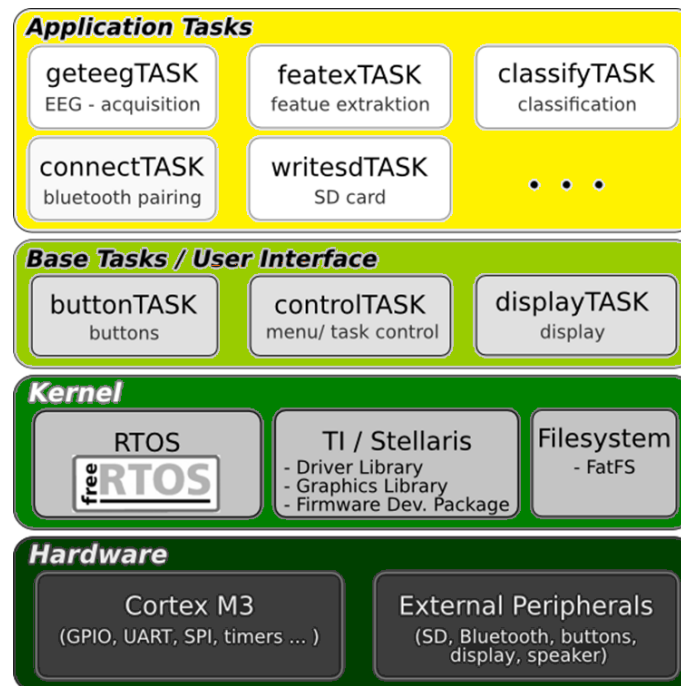 Application Tasks
geteegTASK
EEG - acquisition
featexTASK
featue extraktion
classifyTASK
classification
connectTASK
bluetooth pairing
writesdTASK
SD card
. . .
Base Tasks / User Interface
buttonTASK
buttons
controlTASK
menu/ task control
displayTASK
display
Kernel
RTOS
free RTOS
TI / Stellaris
- Driver Library
- Graphics Library
- Firmware Dev. Package
Filesystem
- FatFS
Hardware
Cortex M3
(GPIO, UART, SPI, timers ... )
External Peripherals
(SD, Bluetooth, buttons,
display, speaker)